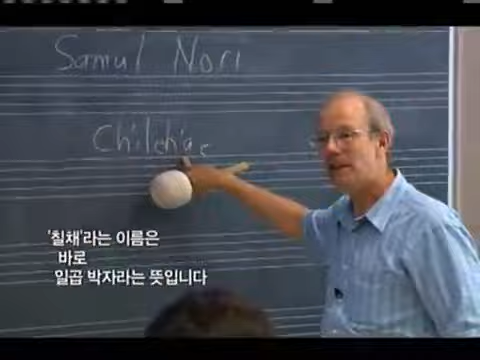 Samul Nori
Chilchae
'칠채'라는 이름은
바로
일곱 박자라는 뜻입니다